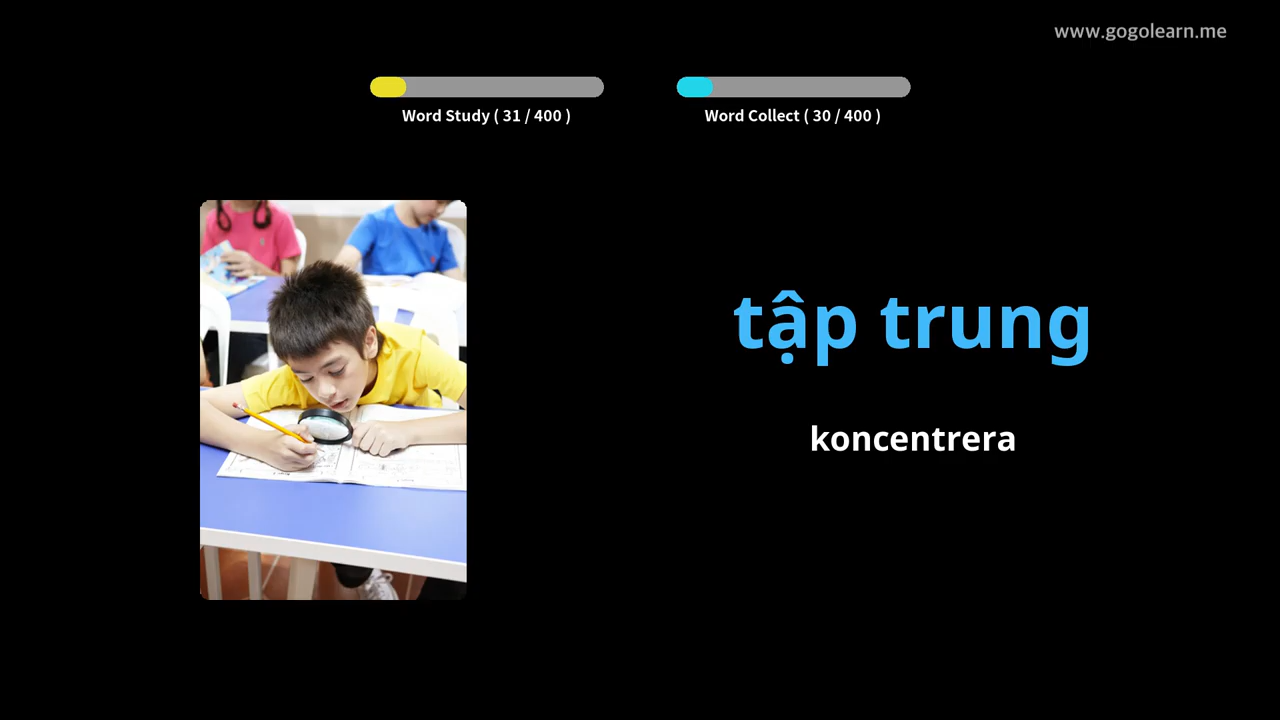 www.gogolearn.me
Word Study ( 31 / 400 )
Word Collect ( 30 / 400 )
tập trung
koncentrera